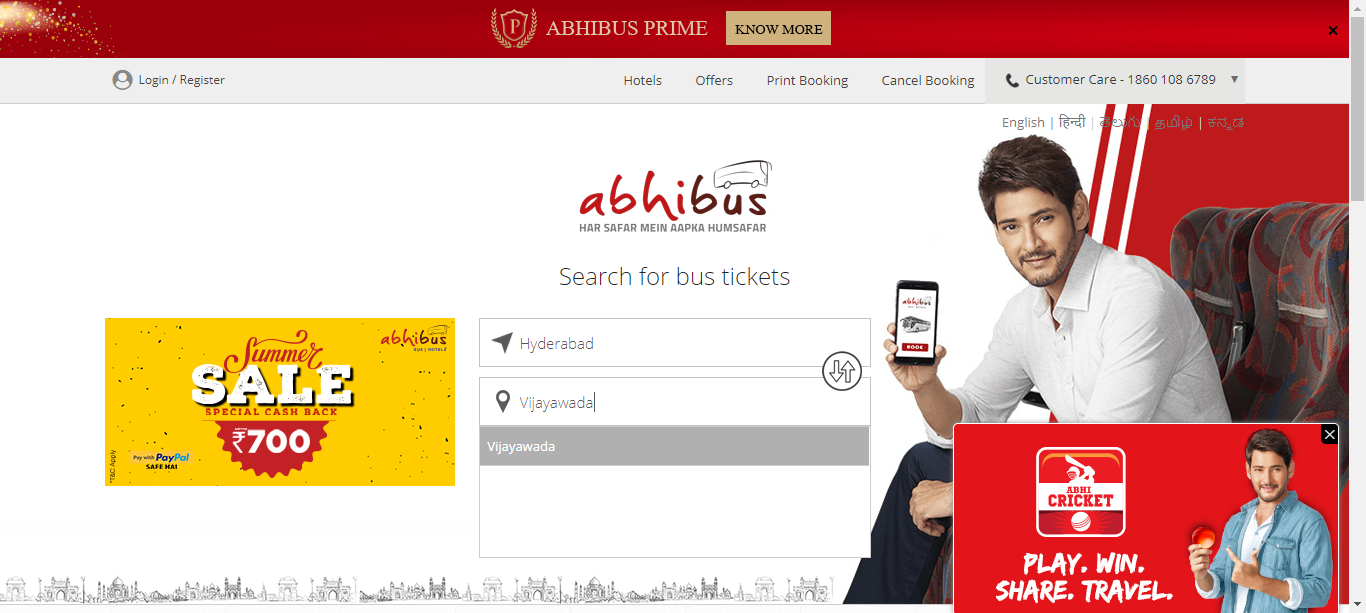 P ABHIBUS PRIME KNOW MORE
Login / Register Hotels Offers Print Booking Cancel Booking Customer Care - 1860 108 6789
English | हिन्दी | తెలుగు | தமிழ் | ಕನ್ನಡ
abhibus
HAR SAFAR MEIN AAPKA HUMSAFAR
Search for bus tickets
abhibus
BUS | HOTELS
Summer
SALE
SPECIAL CASH BACK
₹700
Pay with PayPal
SAFE HAI
*T&C Apply
Hyderabad
Vijayawada
Vijayawada
abhibus
BOOK
ABHI
CRICKET
PLAY. WIN.
SHARE. TRAVEL.